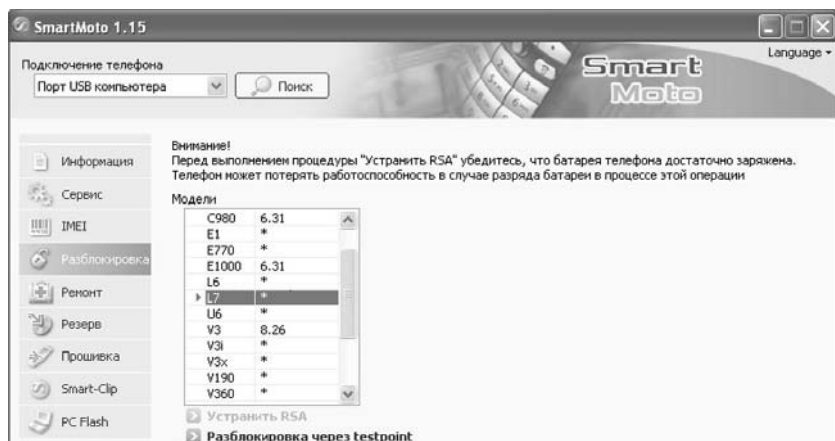 SmartMoto 1.15
Language
Подключение телефона
Порт USB компьютера
Поиск
Smart
Moto
Внимание!
Перед выполнением процедуры "Устранить RSA" убедитесь, что батарея телефона достаточно заряжена.
Телефон может потерять работоспособность в случае разряда батареи в процессе этой операции
Информация
Сервис
IMEI
Разблокировка
Ремонт
Резерв
Прошивка
Smart-Clip
PC Flash
Модели
C980 6.31
E1 *
E770 *
E1000 6.31
L6 *
L7 *
U6 *
V3 8.26
V3i *
V3x *
V190 *
V360 *
Устранить RSA
Разблокировка через testpoint